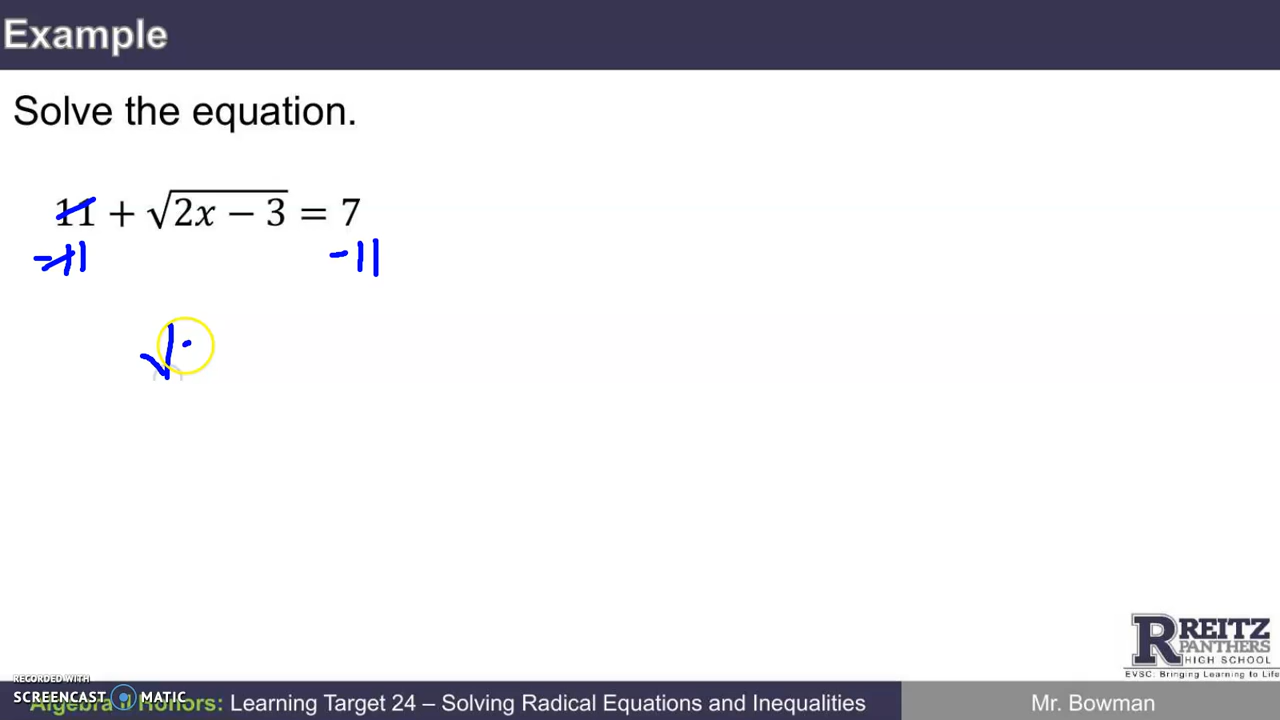 Example
Solve the equation.
11 + √(2x − 3) = 7
-11 -11
√
RREITZ
PANTHERS
HIGH SCHOOL
EVSC: Bringing Learning to Life
RECORDED WITH
SCREENCAST MATIC
Algebra II Honors: Learning Target 24 – Solving Radical Equations and Inequalities
Mr. Bowman